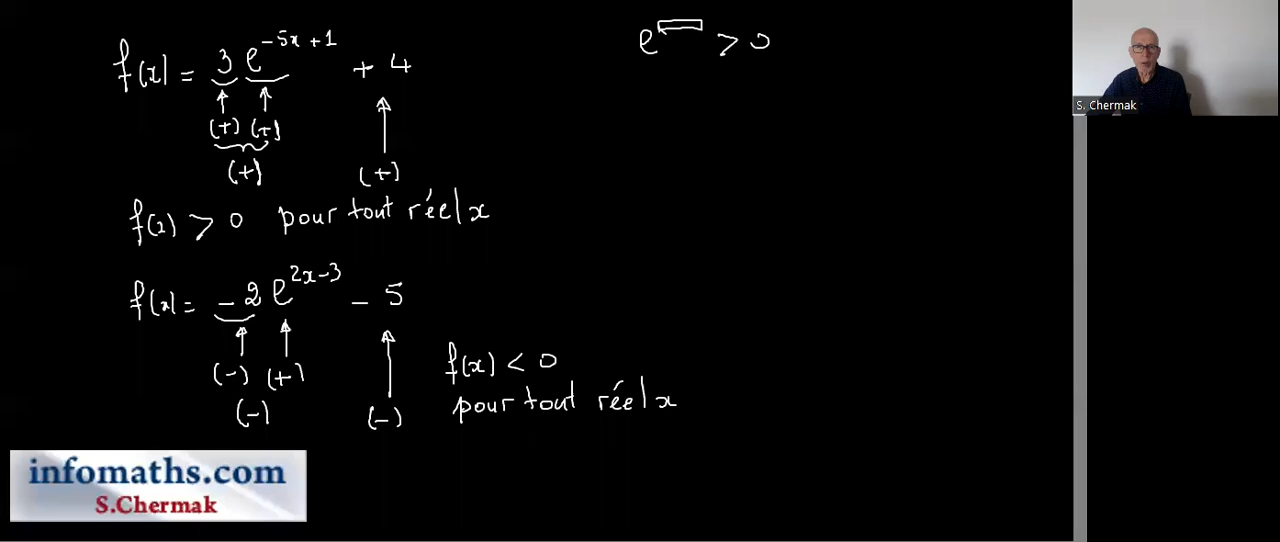 f(x) = 3 e^{-5x+1} + 4
(+) (+)
(+) (+)
f(x) > 0 pour tout réel x
e^{▭} > 0
f(x) = -2 e^{2x-3} - 5
(-) (+)
(-) (-)
f(x) < 0
pour tout réel x
infomaths.com
S.Chermak
S. Chermak